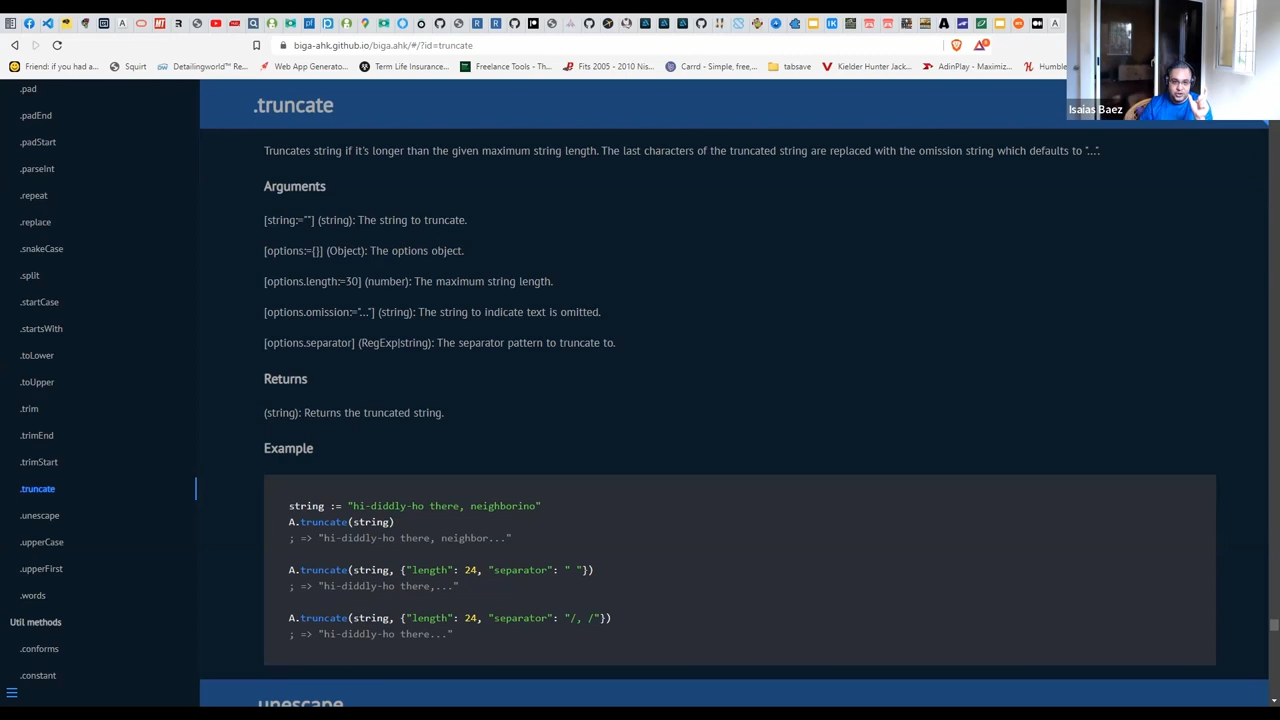 biga-ahk.github.io/biga.ahk/#/?id=truncate
Friend: if you had a...
Squirt
Detailingworld™ Re...
Web App Generato...
Term Life Insurance...
Freelance Tools - Th...
Fits 2005 - 2010 Nis...
Carrd - Simple, free,...
tabsave
Kielder Hunter Jack...
AdinPlay - Maximiz...
Humble
Isaias Baez
.pad
.padEnd
.padStart
.parseInt
.repeat
.replace
.snakeCase
.split
.startCase
.startsWith
.toLower
.toUpper
.trim
.trimEnd
.trimStart
.truncate
.unescape
.upperCase
.upperFirst
.words
Util methods
.conforms
.constant
.truncate
Truncates string if it's longer than the given maximum string length. The last characters of the truncated string are replaced with the omission string which defaults to "...".
Arguments
[string:=""] (string): The string to truncate.
[options:={}] (Object): The options object.
[options.length:=30] (number): The maximum string length.
[options.omission:="..."] (string): The string to indicate text is omitted.
[options.separator] (RegExp|string): The separator pattern to truncate to.
Returns
(string): Returns the truncated string.
Example
string := "hi-diddly-ho there, neighborino"
A.truncate(string)
; => "hi-diddly-ho there, neighbor..."
A.truncate(string, {"length": 24, "separator": " "})
; => "hi-diddly-ho there,..."
A.truncate(string, {"length": 24, "separator": "/, /"})
; => "hi-diddly-ho there..."
.unescape